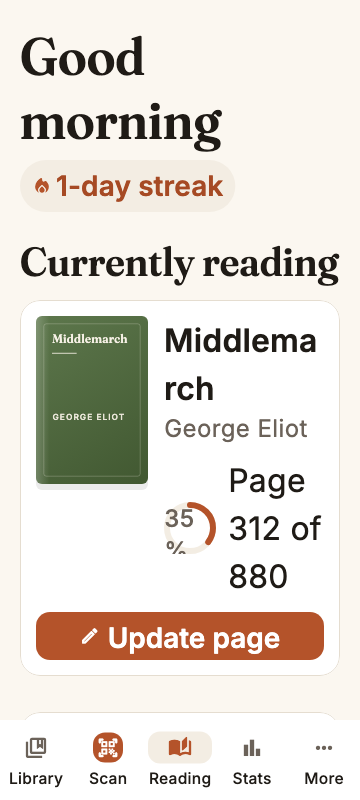 Good
morning
1-day streak
Currently reading
Middlemarch
GEORGE ELIOT
Middlema
rch
George Eliot
35
%
Page
312 of
880
Update page
Library
Scan
Reading
Stats
More